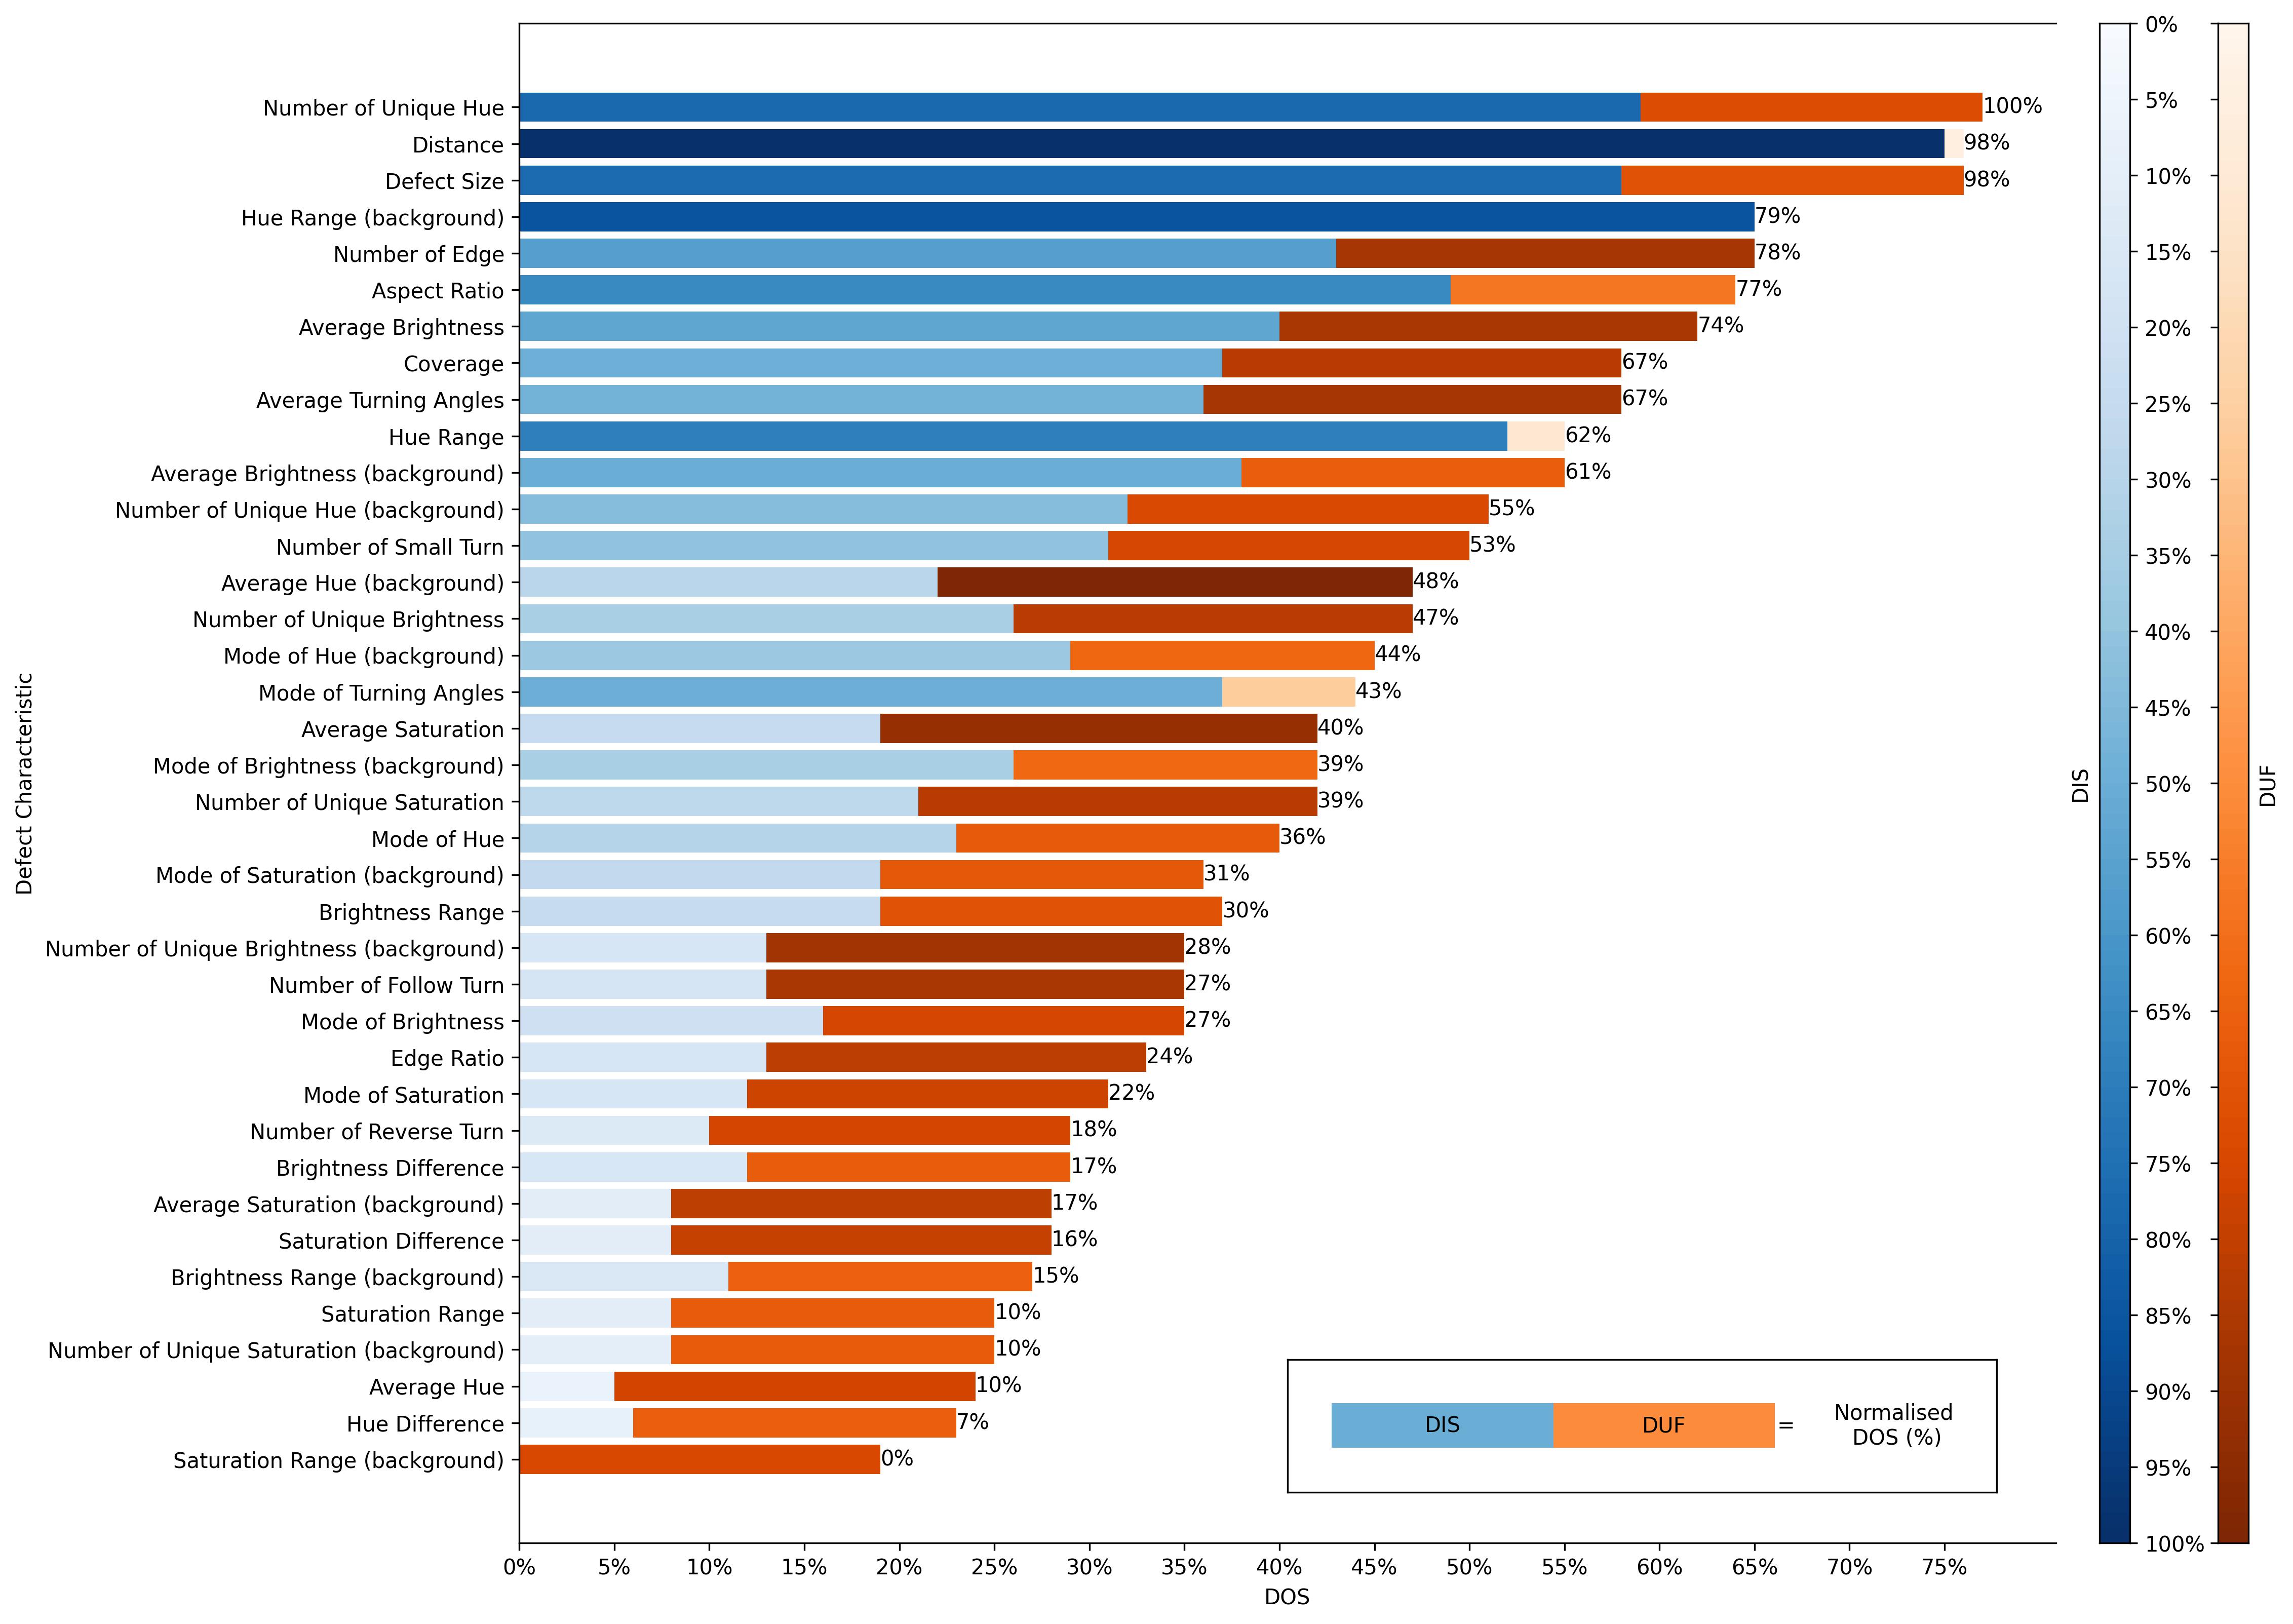 Defect Characteristic
Number of Unique Hue 100%
Distance 98%
Defect Size 98%
Hue Range (background) 79%
Number of Edge 78%
Aspect Ratio 77%
Average Brightness 74%
Coverage 67%
Average Turning Angles 67%
Hue Range 62%
Average Brightness (background) 61%
Number of Unique Hue (background) 55%
Number of Small Turn 53%
Average Hue (background) 48%
Number of Unique Brightness 47%
Mode of Hue (background) 44%
Mode of Turning Angles 43%
Average Saturation 40%
Mode of Brightness (background) 39%
Number of Unique Saturation 39%
Mode of Hue 36%
Mode of Saturation (background) 31%
Brightness Range 30%
Number of Unique Brightness (background) 28%
Number of Follow Turn 27%
Mode of Brightness 27%
Edge Ratio 24%
Mode of Saturation 22%
Number of Reverse Turn 18%
Brightness Difference 17%
Average Saturation (background) 17%
Saturation Difference 16%
Brightness Range (background) 15%
Saturation Range 10%
Number of Unique Saturation (background) 10%
Average Hue 10%
Hue Difference 7%
Saturation Range (background) 0%
0% 5% 10% 15% 20% 25% 30% 35% 40% 45% 50% 55% 60% 65% 70% 75%
DOS
DIS DUF = Normalised
DOS (%)
DIS
0%
5%
10%
15%
20%
25%
30%
35%
40%
45%
50%
55%
60%
65%
70%
75%
80%
85%
90%
95%
100%
DUF